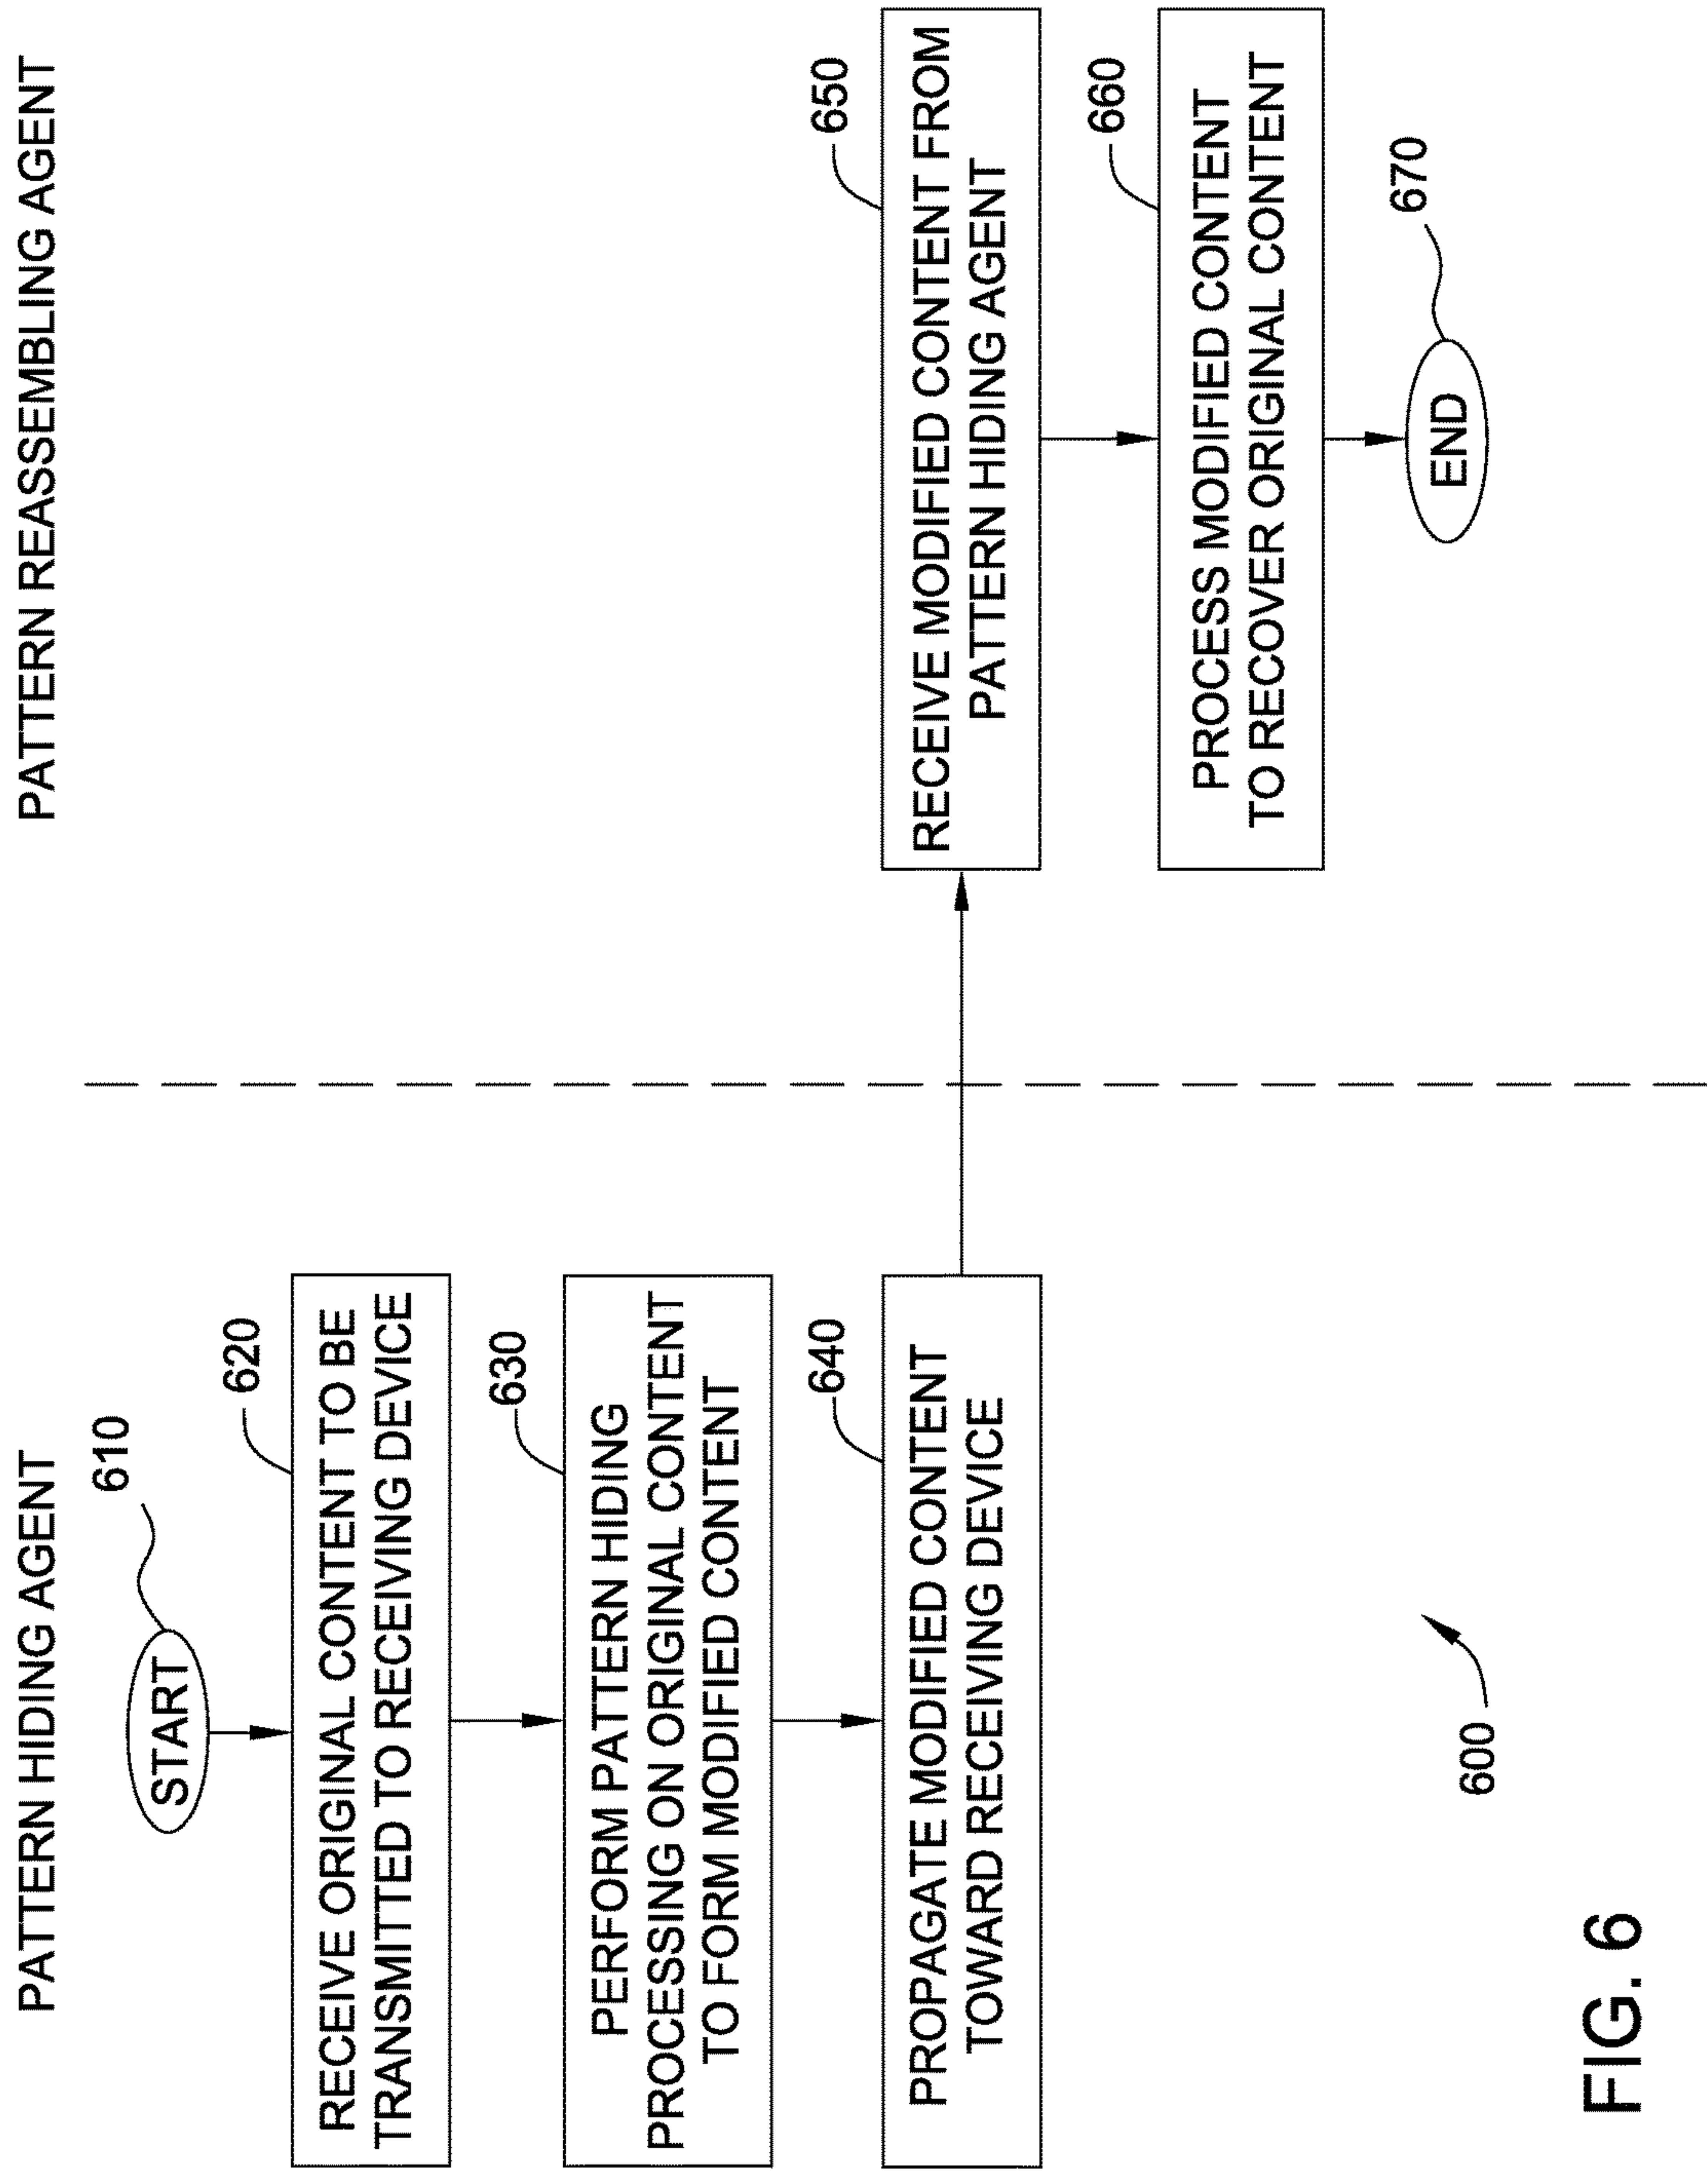 PATTERN HIDING AGENT
PATTERN REASSEMBLING AGENT
610
START
620
RECEIVE ORIGINAL CONTENT TO BE
TRANSMITTED TO RECEIVING DEVICE
630
PERFORM PATTERN HIDING
PROCESSING ON ORIGINAL CONTENT
TO FORM MODIFIED CONTENT
640
PROPAGATE MODIFIED CONTENT
TOWARD RECEIVING DEVICE
650
RECEIVE MODIFIED CONTENT FROM
PATTERN HIDING AGENT
660
PROCESS MODIFIED CONTENT
TO RECOVER ORIGINAL CONTENT
670
END
600
FIG. 6